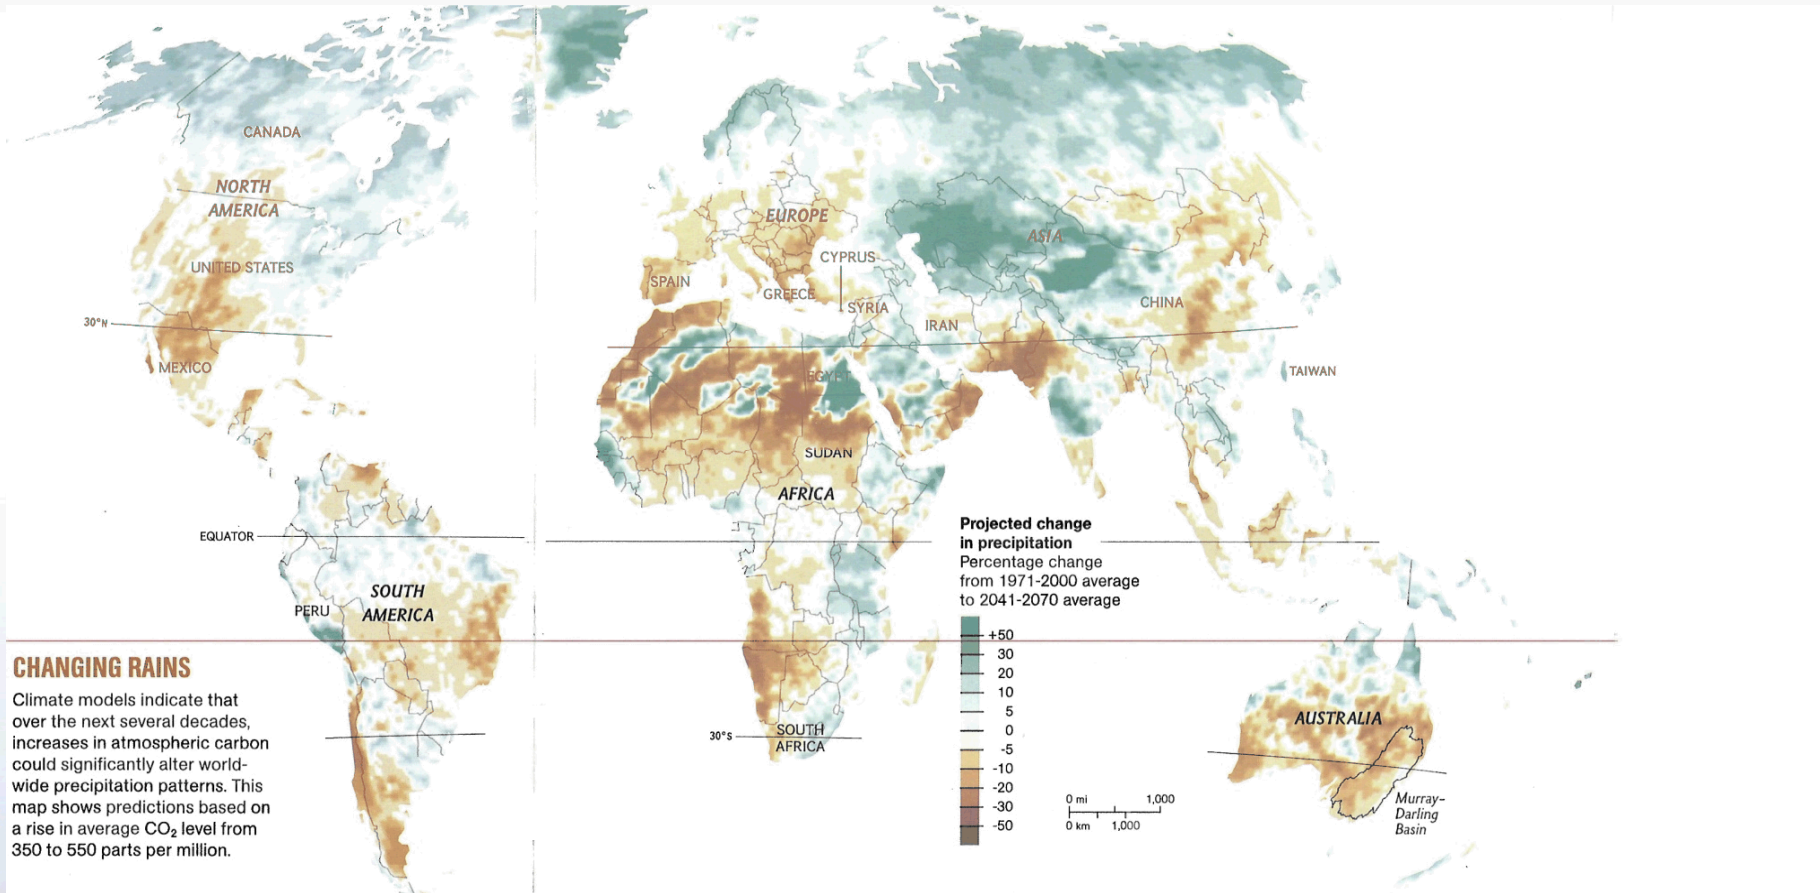 CANADA
NORTH
AMERICA
UNITED STATES
30°N
MEXICO
EUROPE
ASIA
CYPRUS
SPAIN
GREECE
SYRIA
IRAN
CHINA
TAIWAN
EGYPT
SUDAN
AFRICA
EQUATOR
SOUTH
AMERICA
PERU
SOUTH
AFRICA
30°S
AUSTRALIA
Murray-
Darling
Basin
Projected change
in precipitation
Percentage change
from 1971-2000 average
to 2041-2070 average
+50
30
20
10
5
0
-5
-10
-20
-30
-50
0 mi 1,000
0 km 1,000
CHANGING RAINS
Climate models indicate that
over the next several decades,
increases in atmospheric carbon
could significantly alter world-
wide precipitation patterns. This
map shows predictions based on
a rise in average CO₂ level from
350 to 550 parts per million.